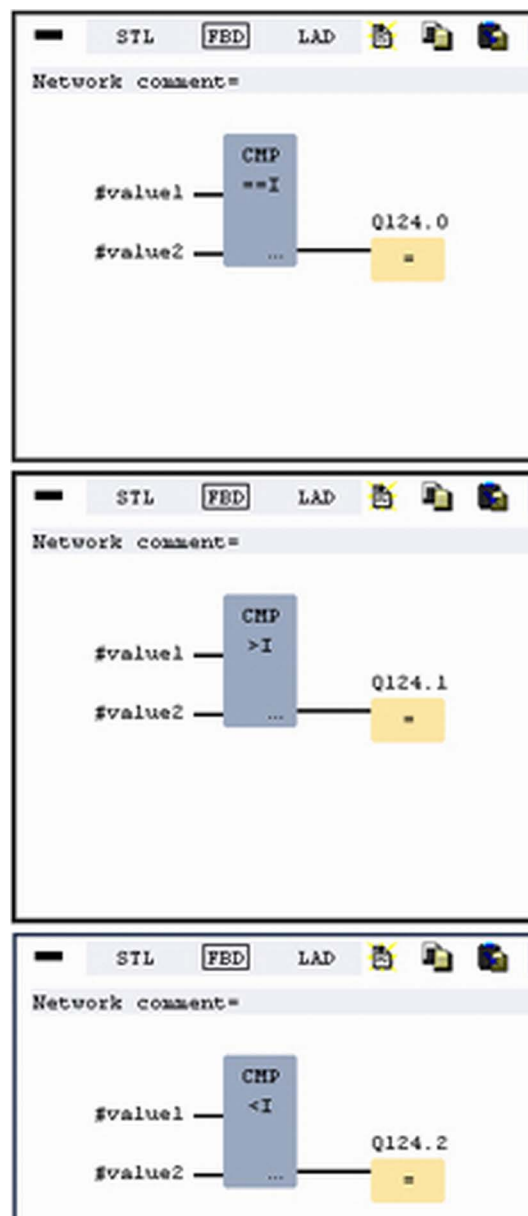 STL FBD LAD
Network comment=
CMP
==I
#value1
Q124.0
#value2
...
=
STL FBD LAD
Network comment=
CMP
>I
#value1
Q124.1
#value2
...
=
STL FBD LAD
Network comment=
CMP
<I
#value1
Q124.2
#value2
...
=